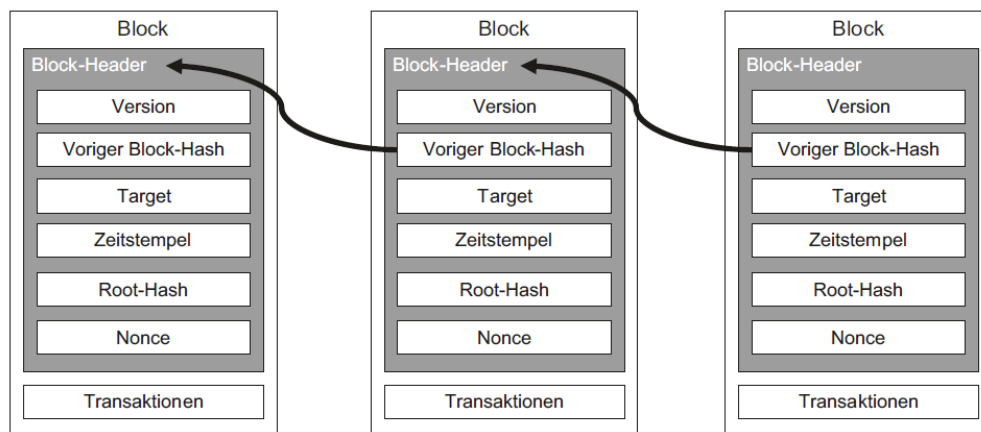 Block
Block-Header
Version
Voriger Block-Hash
Target
Zeitstempel
Root-Hash
Nonce
Transaktionen
Block
Block-Header
Version
Voriger Block-Hash
Target
Zeitstempel
Root-Hash
Nonce
Transaktionen
Block
Block-Header
Version
Voriger Block-Hash
Target
Zeitstempel
Root-Hash
Nonce
Transaktionen